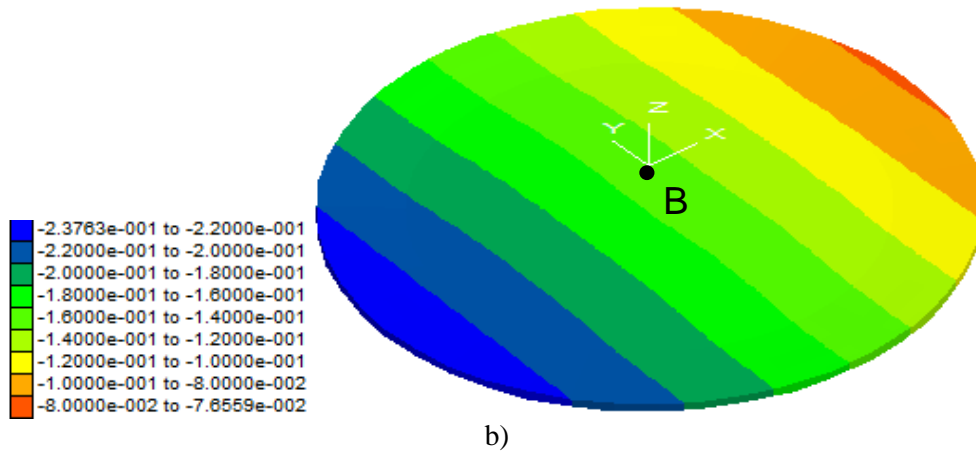 Z
Y X
B
-2.3763e-001 to -2.2000e-001
-2.2000e-001 to -2.0000e-001
-2.0000e-001 to -1.8000e-001
-1.8000e-001 to -1.6000e-001
-1.6000e-001 to -1.4000e-001
-1.4000e-001 to -1.2000e-001
-1.2000e-001 to -1.0000e-001
-1.0000e-001 to -8.0000e-002
-8.0000e-002 to -7.6559e-002
b)